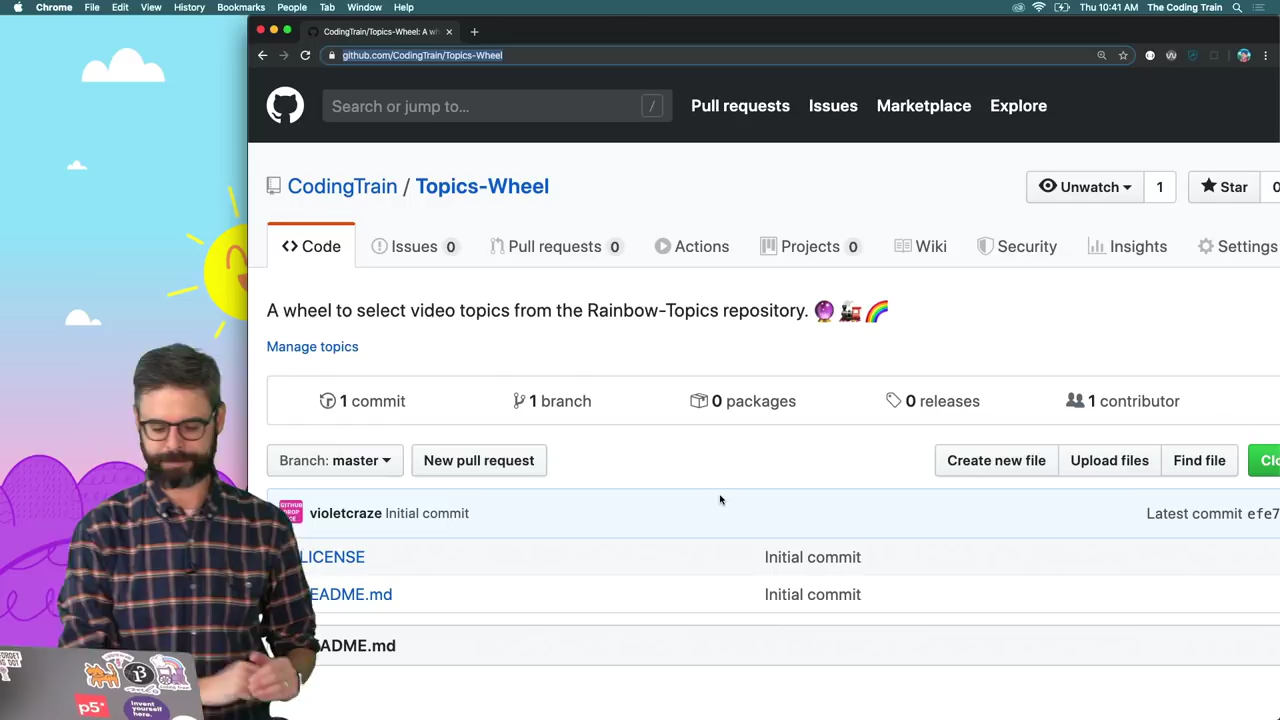 Chrome File Edit View History Bookmarks People Tab Window Help Thu 10:41 AM The Coding Train
CodingTrain/Topics-Wheel: A wh
github.com/CodingTrain/Topics-Wheel
Search or jump to... / Pull requests Issues Marketplace Explore
CodingTrain / Topics-Wheel Unwatch 1 Star 0
<> Code Issues 0 Pull requests 0 Actions Projects 0 Wiki Security Insights Settings
A wheel to select video topics from the Rainbow-Topics repository. 🔮🚂🌈
Manage topics
1 commit 1 branch 0 packages 0 releases 1 contributor
Branch: master New pull request Create new file Upload files Find file Clo
violetcraze Initial commit Latest commit efe7
LICENSE Initial commit
EADME.md Initial commit
ADME.md
p5*
Invent yourself here.